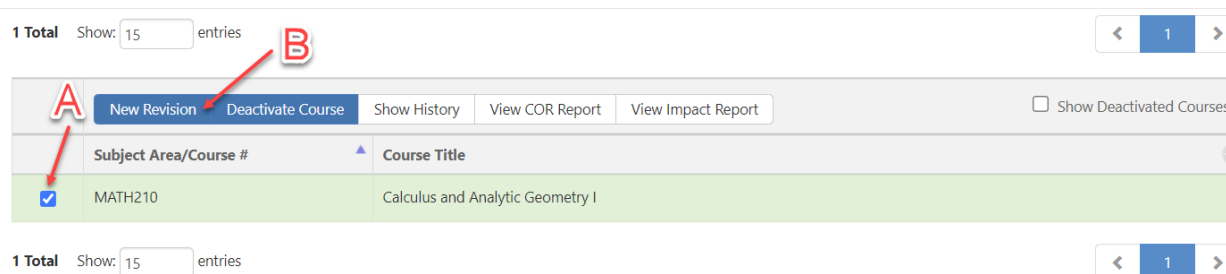 1 Total Show: 15 entries < 1 >
B
A
New Revision Deactivate Course Show History View COR Report View Impact Report Show Deactivated Courses
Subject Area/Course # Course Title
MATH210 Calculus and Analytic Geometry I
1 Total Show: 15 entries < 1 >